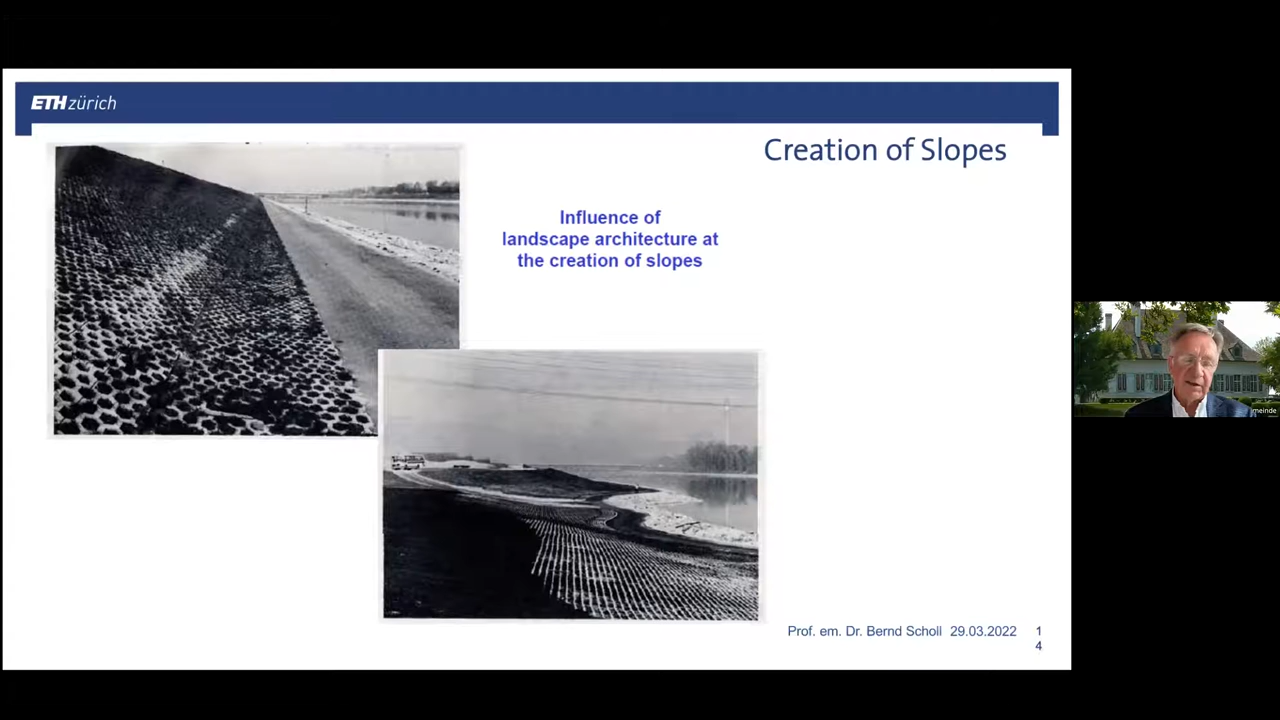 ETH zürich
Creation of Slopes
Influence of
landscape architecture at
the creation of slopes
Prof. em. Dr. Bernd Scholl 29.03.2022
1
4
meinde